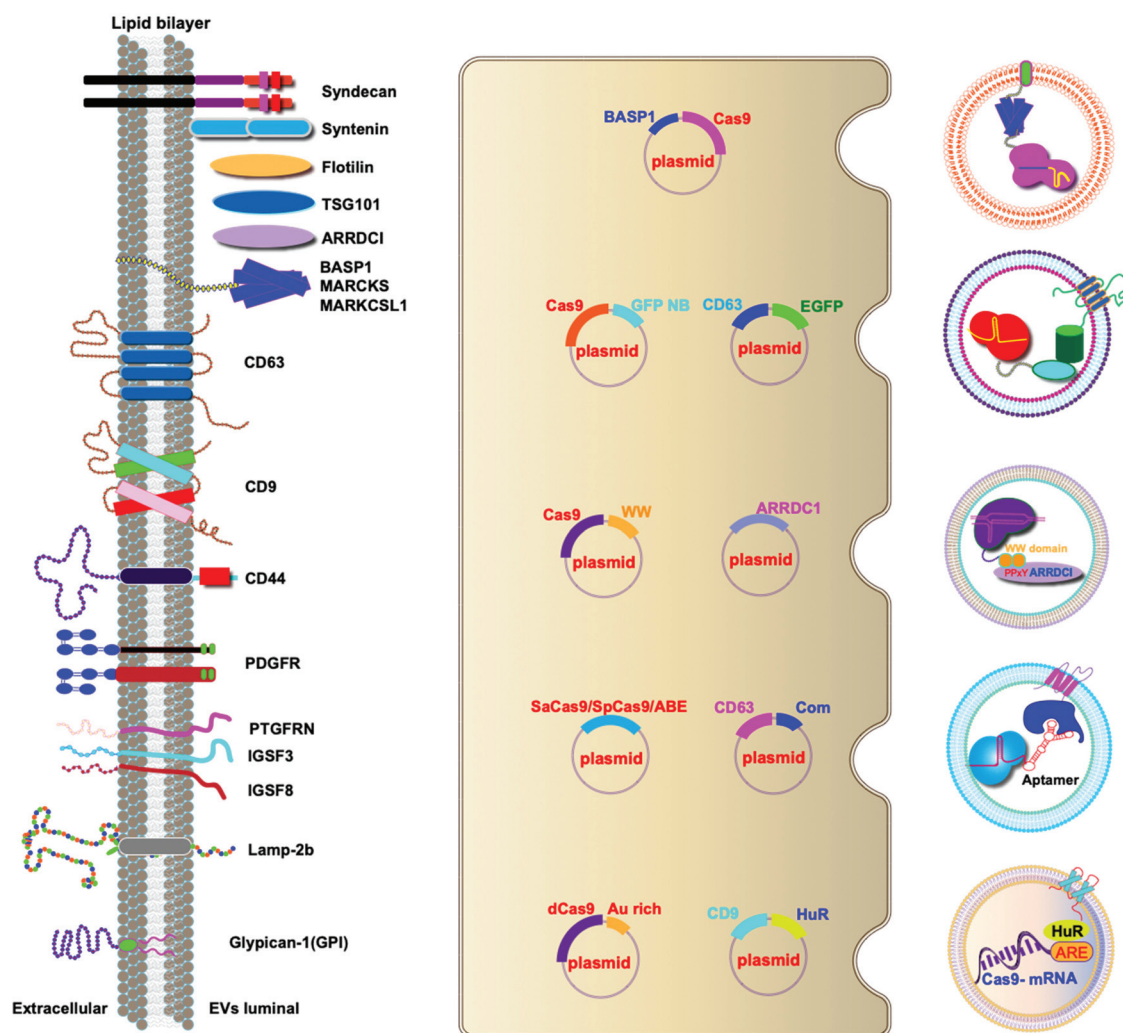 Lipid bilayer
Syndecan
Syntenin
Flotilin
TSG101
ARRDCI
BASP1
MARCKS
MARKCSL1
CD63
CD9
CD44
PDGFR
PTGFRN
IGSF3
IGSF8
Lamp-2b
Glypican-1(GPI)
Extracellular EVs luminal
BASP1 Cas9
plasmid
Cas9 GFP NB
plasmid
CD63 EGFP
plasmid
Cas9 WW
plasmid
ARRDC1
plasmid
SaCas9/SpCas9/ABE
plasmid
CD63 Com
plasmid
dCas9 Au rich
plasmid
CD9 HuR
plasmid
WW domain
PPxY ARRDCI
Aptamer
HuR
ARE
Cas9- mRNA